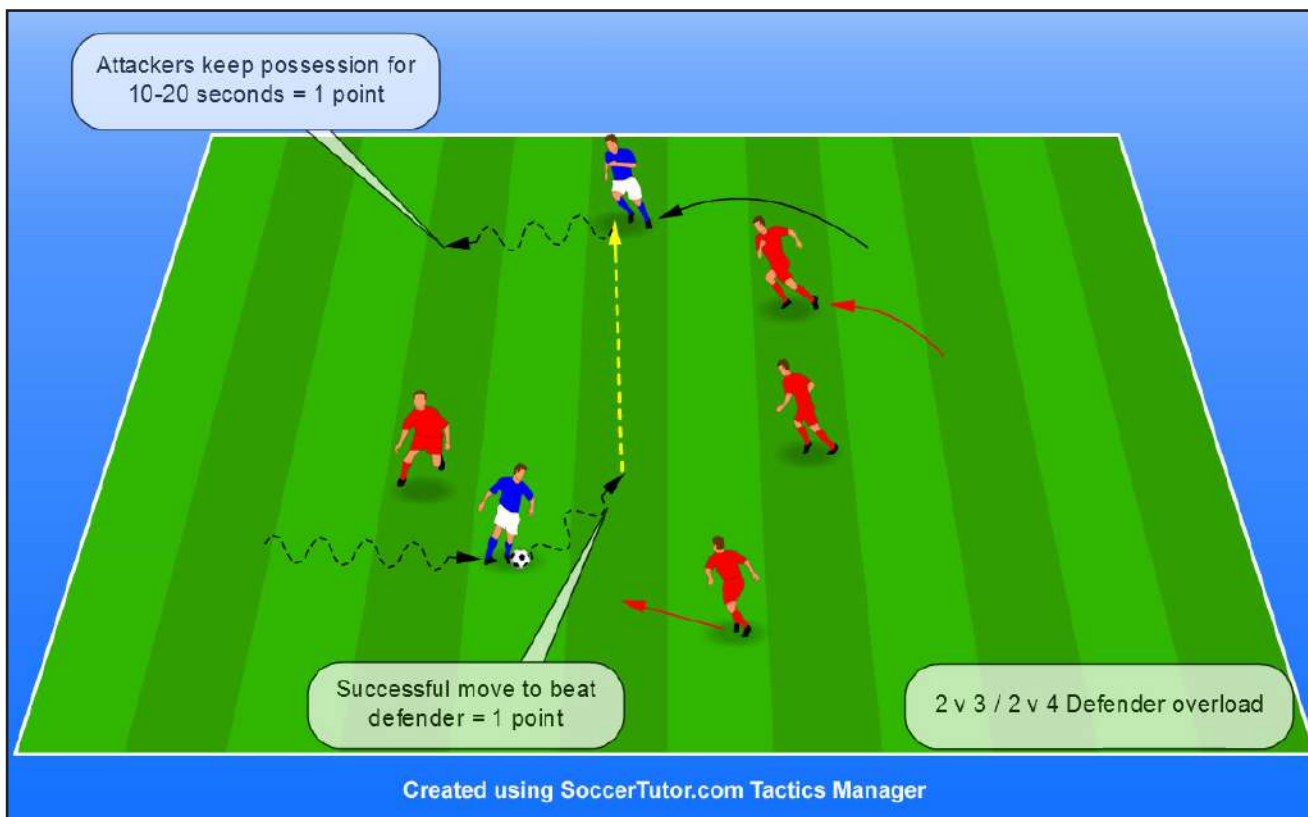 Attackers keep possession for
10-20 seconds = 1 point
Successful move to beat
defender = 1 point
2 v 3 / 2 v 4 Defender overload
Created using SoccerTutor.com Tactics Manager